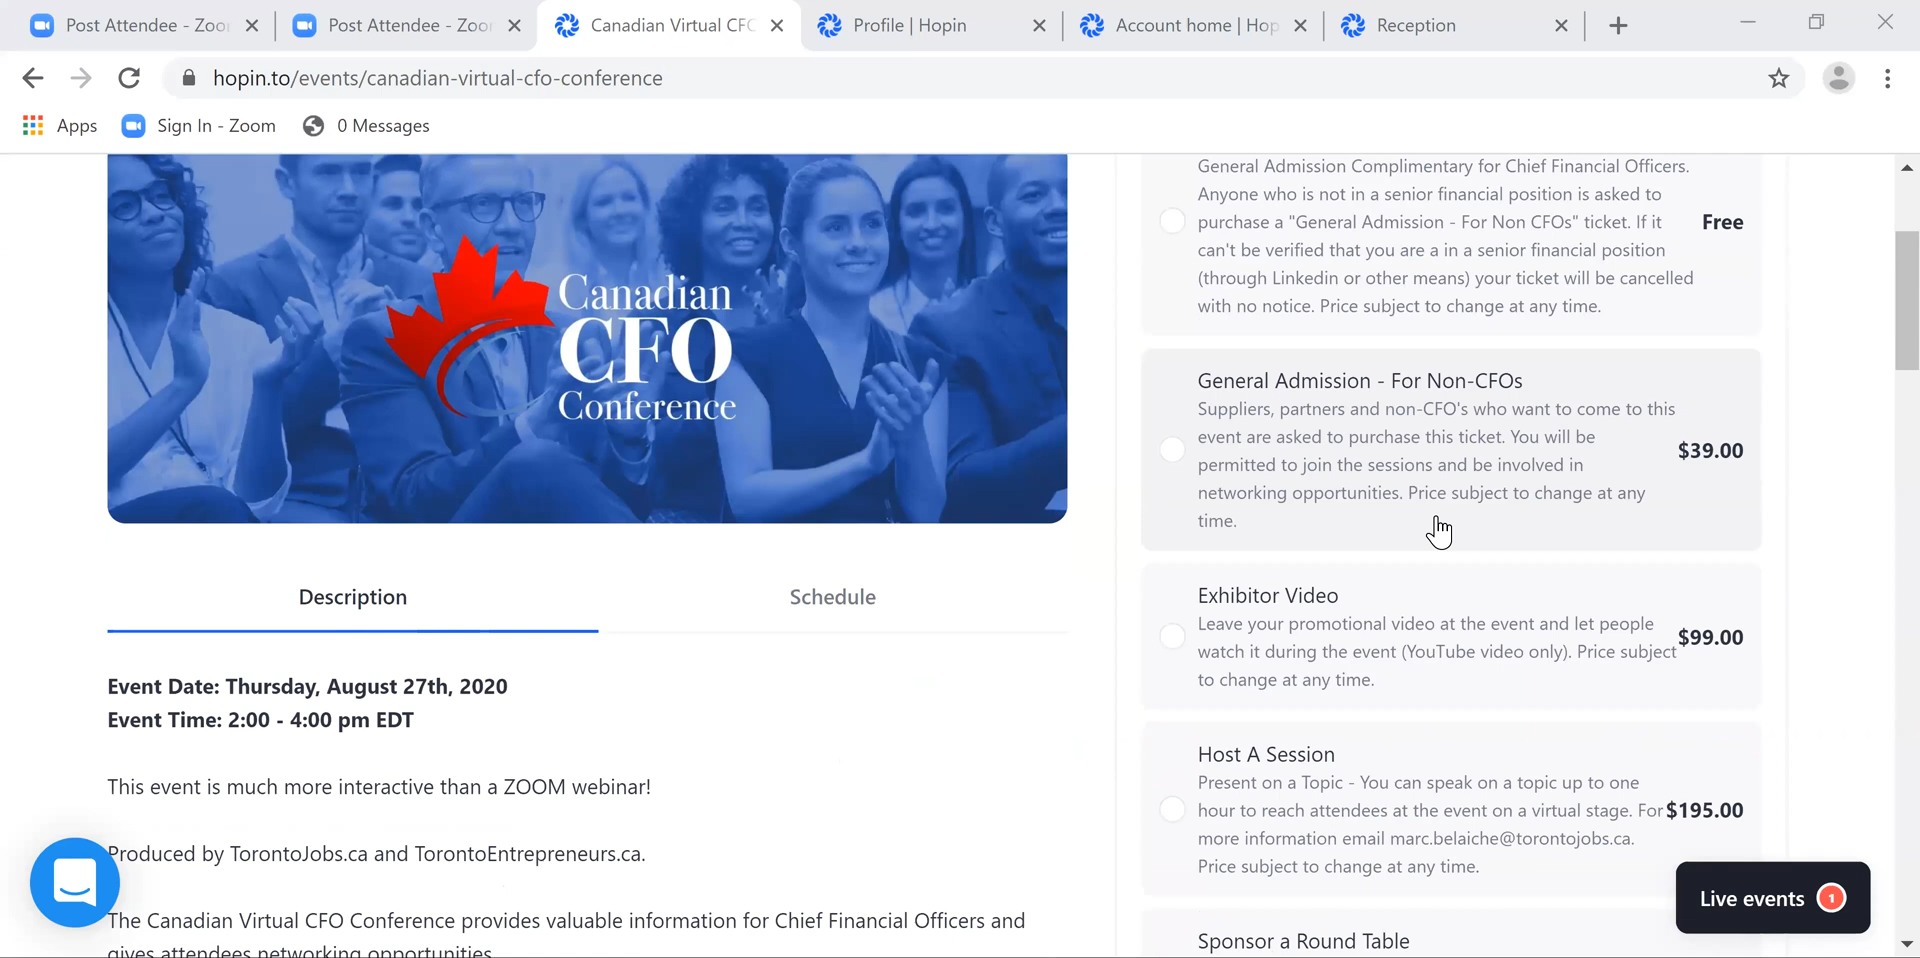 Post Attendee - Zoo
Post Attendee - Zoo
Canadian Virtual CFO
Profile | Hopin
Account home | Hop
Reception
hopin.to/events/canadian-virtual-cfo-conference
Apps
Sign In - Zoom
0 Messages
Canadian
CFO
Conference
Description
Schedule
Event Date: Thursday, August 27th, 2020
Event Time: 2:00 - 4:00 pm EDT
This event is much more interactive than a ZOOM webinar!
Produced by TorontoJobs.ca and TorontoEntrepreneurs.ca.
The Canadian Virtual CFO Conference provides valuable information for Chief Financial Officers and
gives attendees networking opportunities.
General Admission Complimentary for Chief Financial Officers.
Anyone who is not in a senior financial position is asked to
purchase a "General Admission - For Non CFOs" ticket. If it
can't be verified that you are a in a senior financial position
(through Linkedin or other means) your ticket will be cancelled
with no notice. Price subject to change at any time.
Free
General Admission - For Non-CFOs
Suppliers, partners and non-CFO's who want to come to this
event are asked to purchase this ticket. You will be
permitted to join the sessions and be involved in
networking opportunities. Price subject to change at any
time.
$39.00
Exhibitor Video
Leave your promotional video at the event and let people
watch it during the event (YouTube video only). Price subject
to change at any time.
$99.00
Host A Session
Present on a Topic - You can speak on a topic up to one
hour to reach attendees at the event on a virtual stage. For
more information email marc.belaiche@torontojobs.ca.
Price subject to change at any time.
$195.00
Sponsor a Round Table
Live events 1